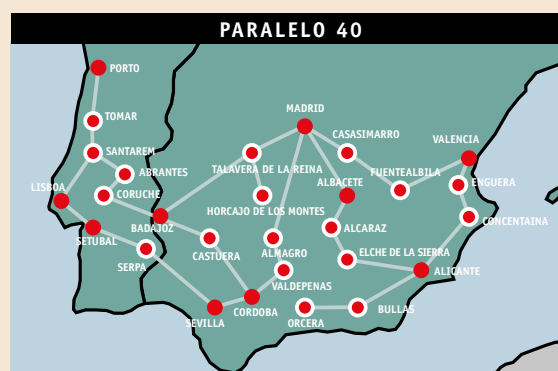 PARALELO 40
PORTO
MADRID
TOMAR
CASASIMARRO
VALENCIA
SANTAREM
ABRANTES
TALAVERA DE LA REINA
FUENTEALBILA
ALBACETE
ENGUERA
LISBOA
CORUCHE
HORCAJO DE LOS MONTES
CONCENTAINA
BADAJOZ
ALCARAZ
SETUBAL
CASTUERA
ALMAGRO
ELCHE DE LA SIERRA
SERPA
ALICANTE
VALDEPENAS
CORDOBA
BULLAS
SEVILLA
ORCERA